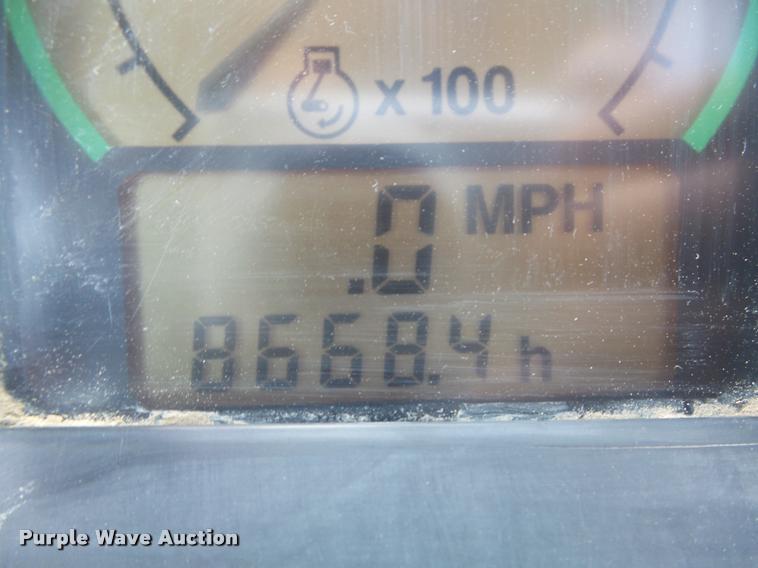 x 100
.0 MPH
8668.4 h
Purple Wave Auction